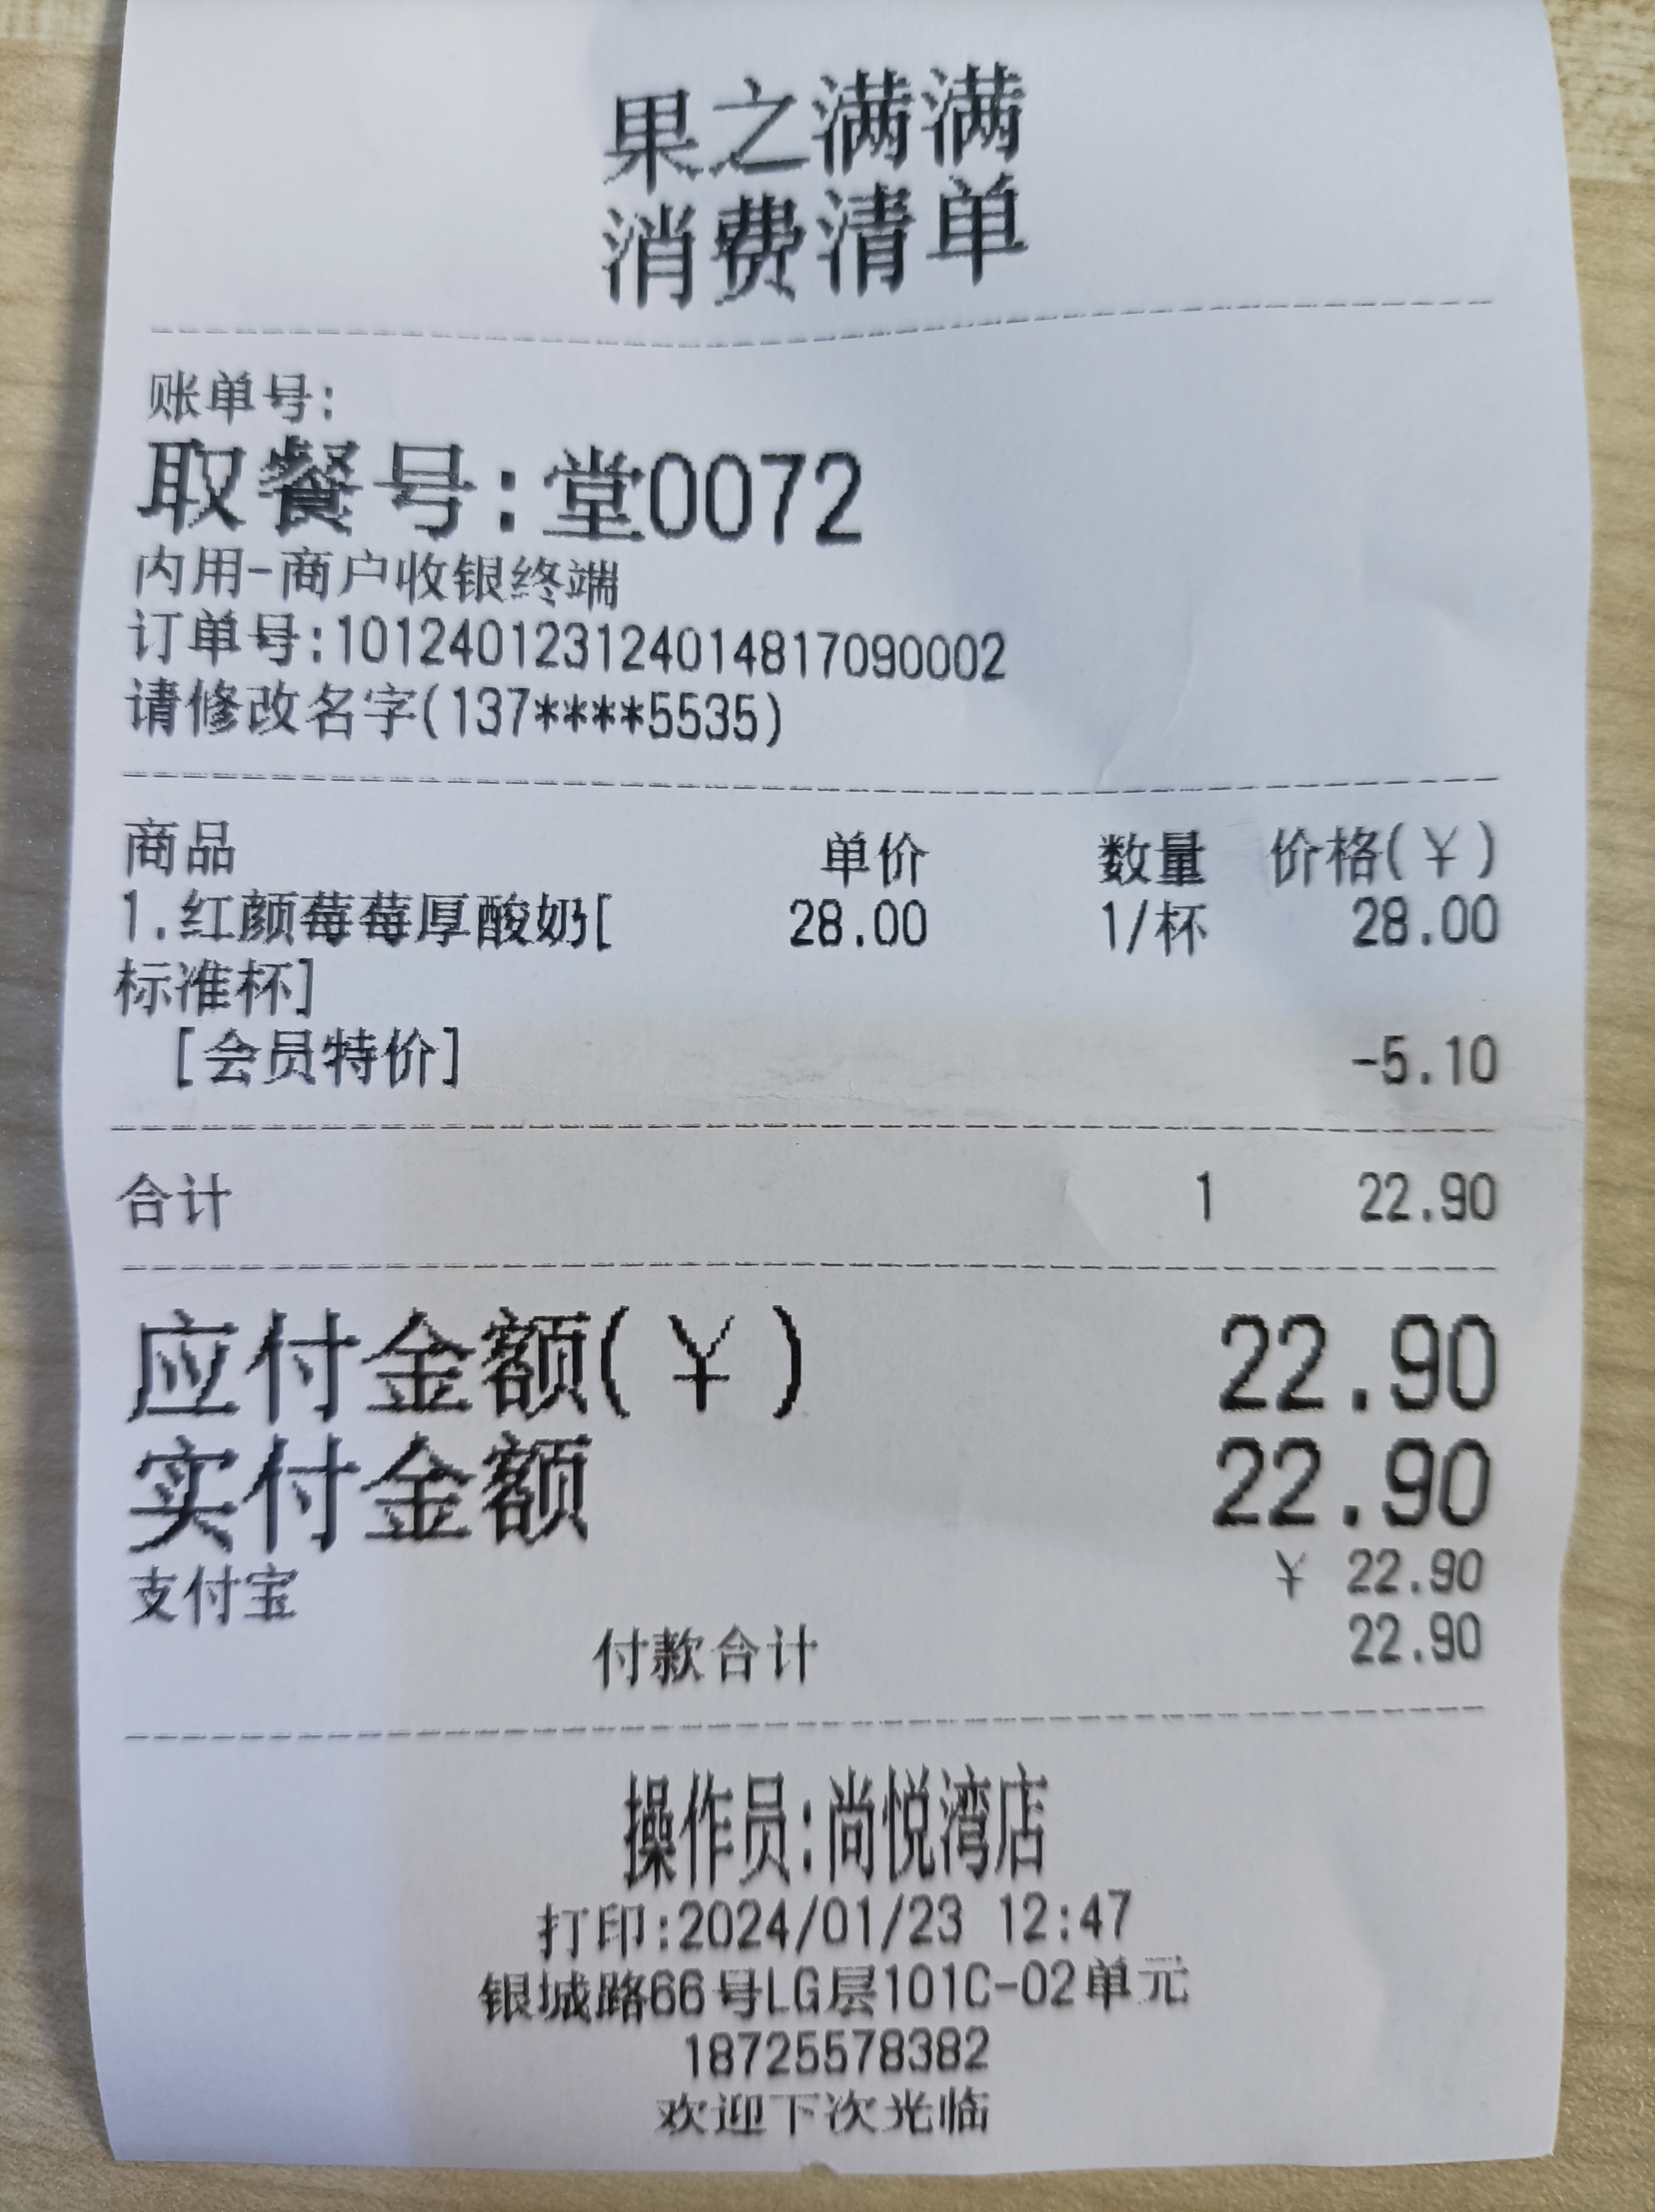 果之满满
消费清单
账单号:
取餐号:堂0072
内用-商户收银终端
订单号:10124012312401481709​0002
请修改名字(137****5535)
商品 单价 数量 价格(¥)
1.红颜莓莓厚酸奶[ 28.00 1/杯 28.00
标准杯]
[会员特价] -5.10
合计 1 22.90
应付金额(¥) 22.90
实付金额 22.90
支付宝 ¥ 22.90
付款合计 22.90
操作员:尚悦湾店
打印:2024/01/23 12:47
银城路66号LG层101C-02单元
18725578382
欢迎下次光临